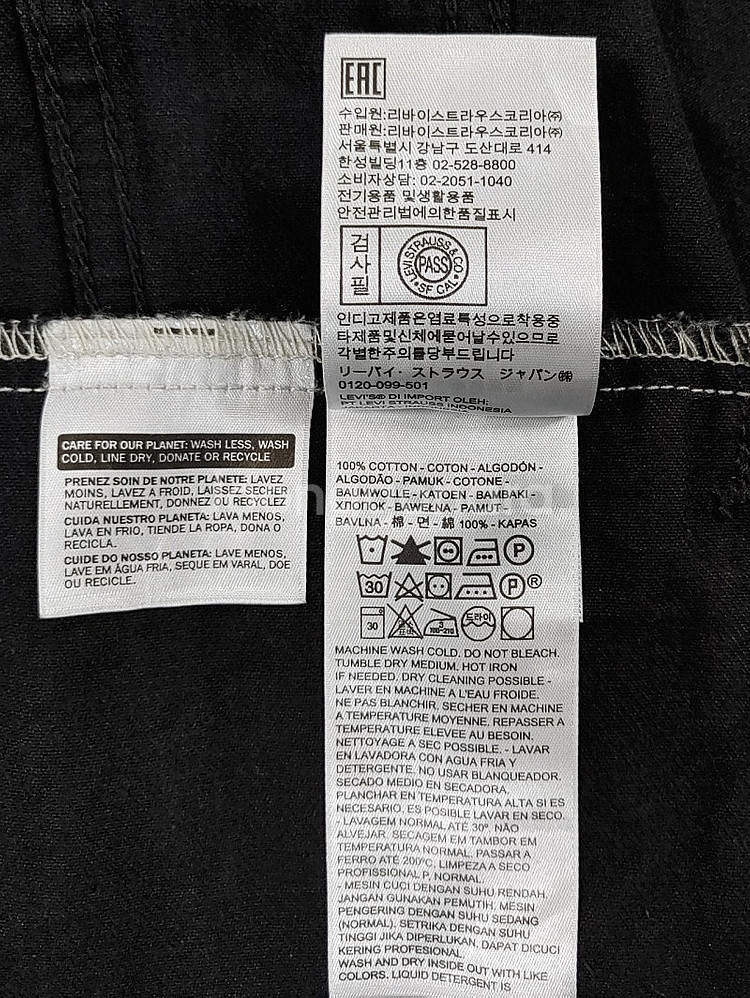 EAC
수입원:리바이스트라우스코리아㈜
판매원:리바이스트라우스코리아㈜
서울특별시 강남구 도산대로 414
한성빌딩11층 02-528-8800
소비자상담: 02-2051-1040
전기용품 및생활용품
안전관리법에의한품질표시
검사필
LEVI STRAUSS & CO
PASS
SF CAL
인디고제품은염료특성으로착용중
타제품및신체에묻어날수있으므로
각별한주의를당부드립니다
リーバイ・ストラウス ジャパン㈱
0120-099-501
LEVI'S® DI IMPORT OLEH:
PT LEVI STRAUSS INDONESIA
CARE FOR OUR PLANET: WASH LESS, WASH
COLD, LINE DRY, DONATE OR RECYCLE
PRENEZ SOIN DE NOTRE PLANETE: LAVEZ
MOINS, LAVEZ A FROID, LAISSEZ SECHER
NATURELLEMENT, DONNEZ OU RECYCLEZ
CUIDA NUESTRO PLANETA: LAVA MENOS,
LAVA EN FRIO, TIENDE LA ROPA, DONA O
RECICLA.
CUIDE DO NOSSO PLANETA: LAVE MENOS,
LAVE EM ÁGUA FRIA, SEQUE EM VARAL, DOE
OU RECICLE.
100% COTTON - COTON - ALGODÓN -
ALGODÃO - PAMUK - COTONE -
BAUMWOLLE - KATOEN - BAMBAKI -
ХЛОПОК - BAWEŁNA - PAMUT -
BAVLNA - 棉 - 면 - 綿 100% - KAPAS
P
30 P®
30 3 100-210 드라이
MACHINE WASH COLD. DO NOT BLEACH.
TUMBLE DRY MEDIUM. HOT IRON
IF NEEDED. DRY CLEANING POSSIBLE -
LAVER EN MACHINE A L'EAU FROIDE.
NE PAS BLANCHIR. SECHER EN MACHINE
A TEMPERATURE MOYENNE. REPASSER A
TEMPERATURE ELEVEE AU BESOIN.
NETTOYAGE A SEC POSSIBLE. - LAVAR
EN LAVADORA CON AGUA FRIA Y
DETERGENTE. NO USAR BLANQUEADOR.
SECADO MEDIO EN SECADORA.
PLANCHAR EN TEMPERATURA ALTA SI ES
NECESARIO. ES POSIBLE LAVAR EN SECO.
- LAVAGEM NORMAL ATÉ 30º. NÃO
ALVEJAR. SECAGEM EM TAMBOR EM
TEMPERATURA NORMAL. PASSAR A
FERRO ATÉ 200ºC. LIMPEZA A SECO
PROFISSIONAL P, NORMAL.
- MESIN CUCI DENGAN SUHU RENDAH.
JANGAN GUNAKAN PEMUTIH. MESIN
PENGERING DENGAN SUHU SEDANG
(NORMAL). SETRIKA DENGAN SUHU
TINGGI JIKA DIPERLUKAN. DAPAT DICUCI
KERING PROFESIONAL.
WASH AND DRY INSIDE OUT WITH LIKE
COLORS. LIQUID DETERGENT IS